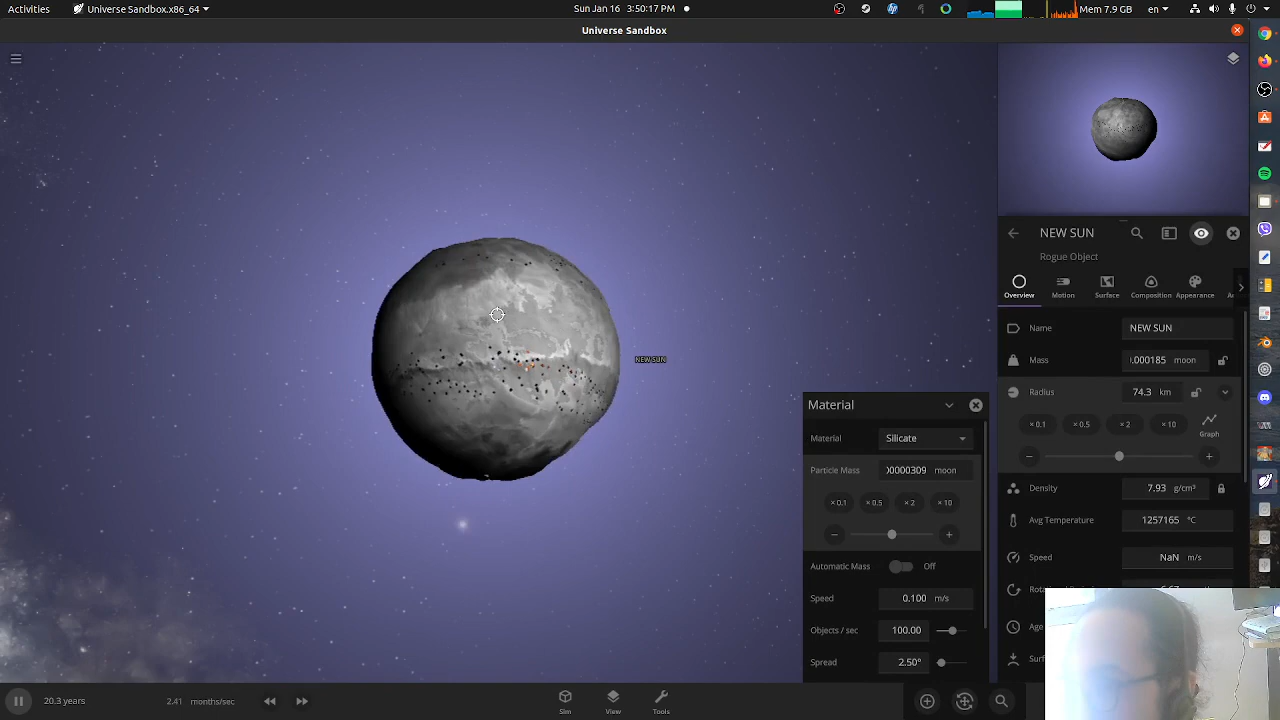 Activities Universe Sandbox.x86_64 Sun Jan 16 3:50:17 PM Mem 7.9 GB en
Universe Sandbox
NEW SUN
Rogue Object
Overview Motion Surface Composition Appearance
Name NEW SUN
Mass .000185 moon
Radius 74.3 km
×0.1 ×0.5 ×2 ×10 Graph
Density 7.93 g/cm³
Avg Temperature 1257165 °C
Speed NaN m/s
Age
NEW SUN
Material
Material Silicate
Particle Mass 00000309 moon
×0.1 ×0.5 ×2 ×10
Automatic Mass Off
Speed 0.100 m/s
Objects / sec 100.00
Spread 2.50°
20.3 years 2.41 months/sec
Sim View Tools